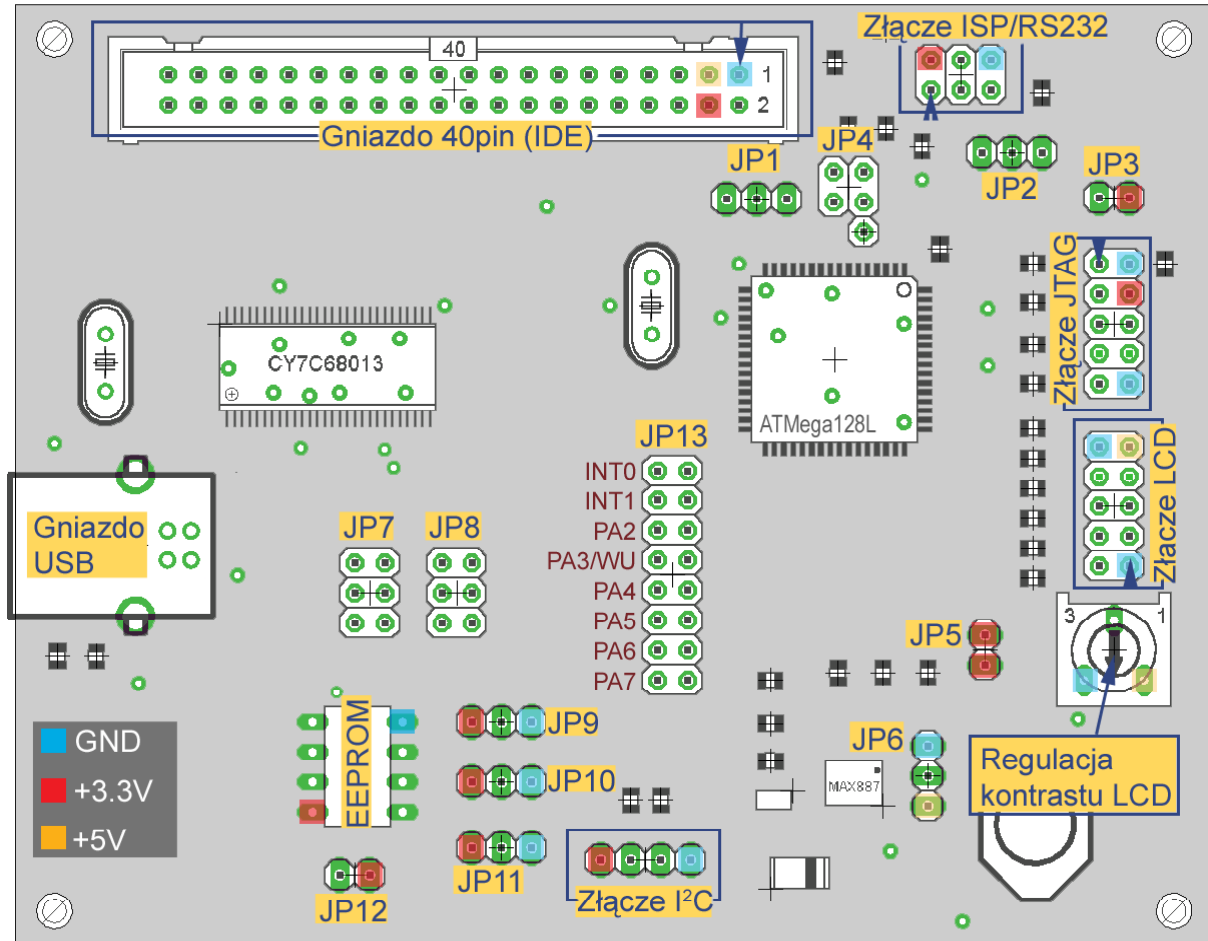 Złącze ISP/RS232
40
1
2
Gniazdo 40pin (IDE)
JP1
JP4
JP2
JP3
Złącze JTAG
CY7C68013
ATMega128L
JP13
INT0
INT1
PA2
PA3/WU
PA4
PA5
PA6
PA7
Złacze LCD
Gniazdo
USB
JP7
JP8
3
1
JP5
EEPROM
JP9
JP10
JP11
JP12
JP6
MAX887
Regulacja
kontrastu LCD
GND
+3.3V
+5V
Złącze I²C